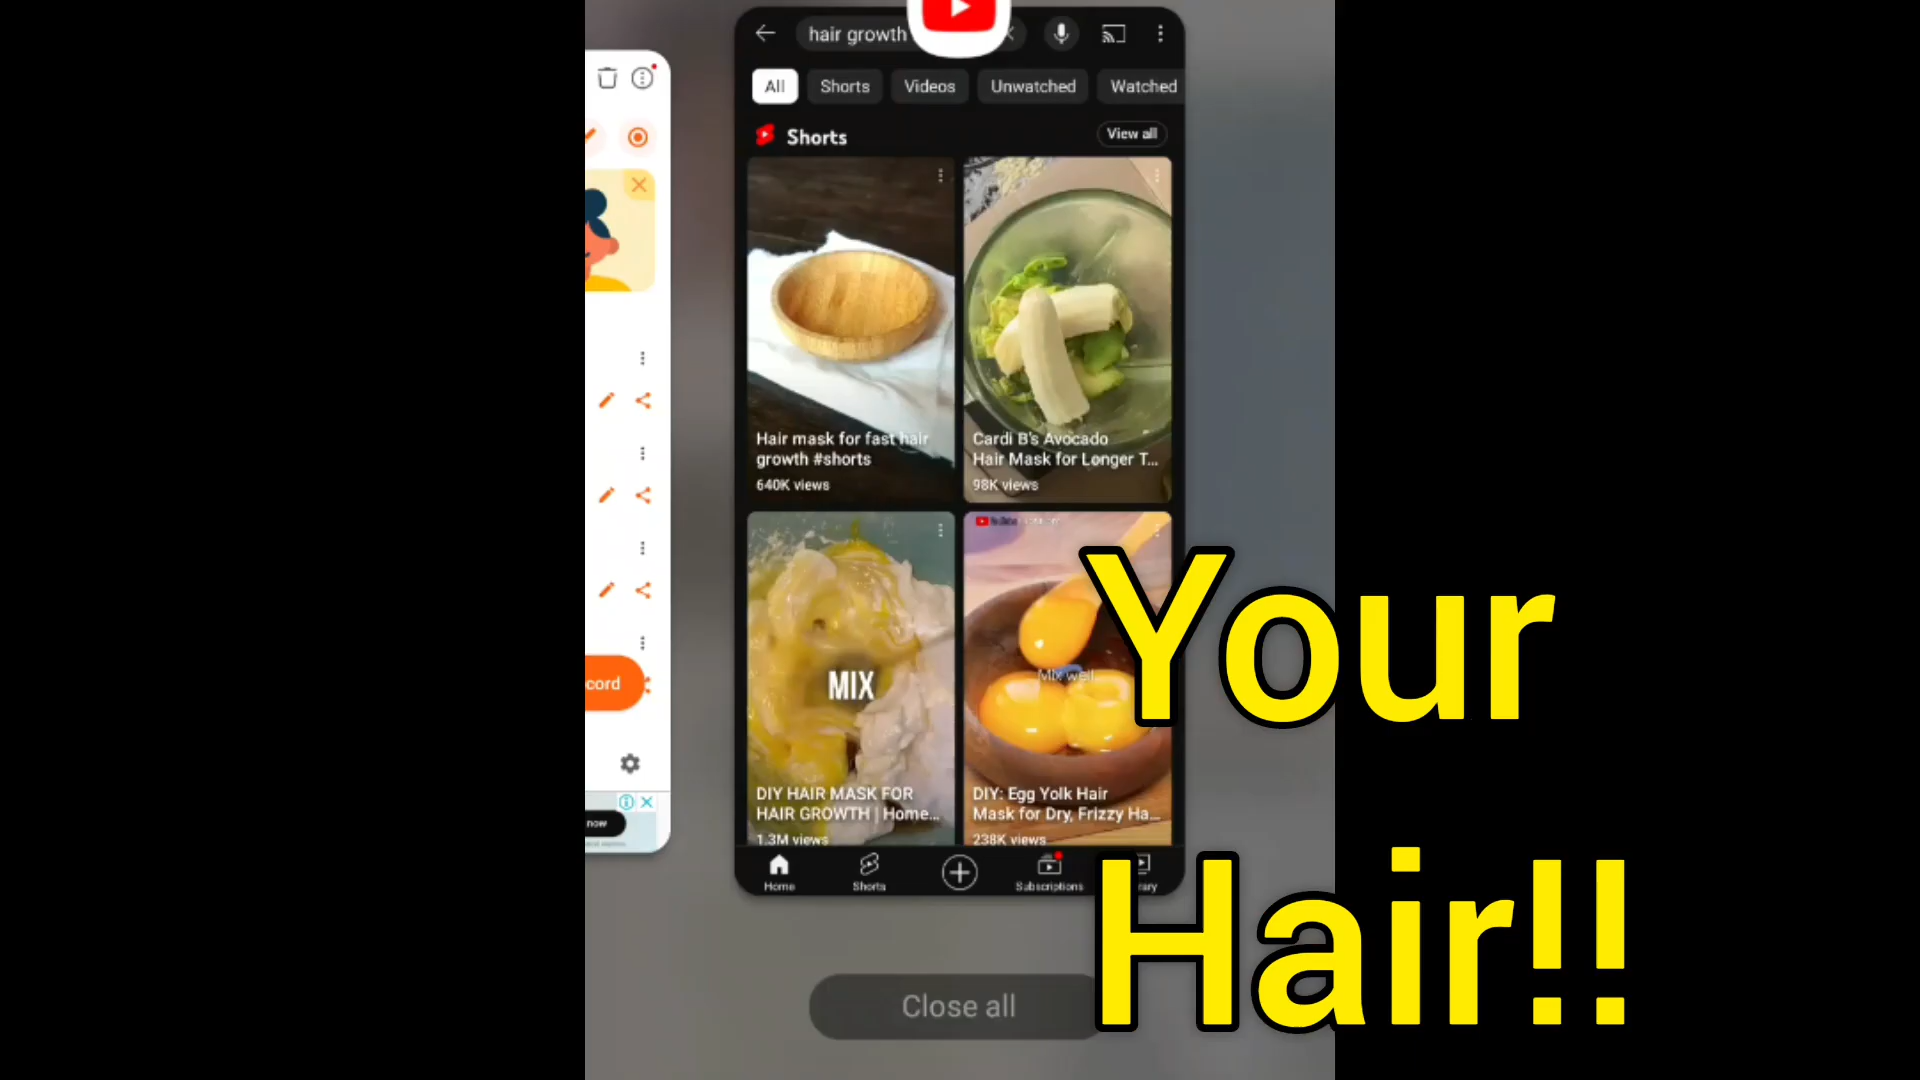 hair growth
All
Shorts
Videos
Unwatched
Watched
Shorts
View all
Hair mask for fast hair
growth #shorts
640K views
Cardi B's Avocado
Hair Mask for Longer T...
98K views
MIX
DIY HAIR MASK FOR
HAIR GROWTH | Home...
1.3M views
Mix well
DIY: Egg Yolk Hair
Mask for Dry, Frizzy Ha...
238K views
cord
now
Home
Shorts
Subscriptions
rary
Close all
Your
Hair!!